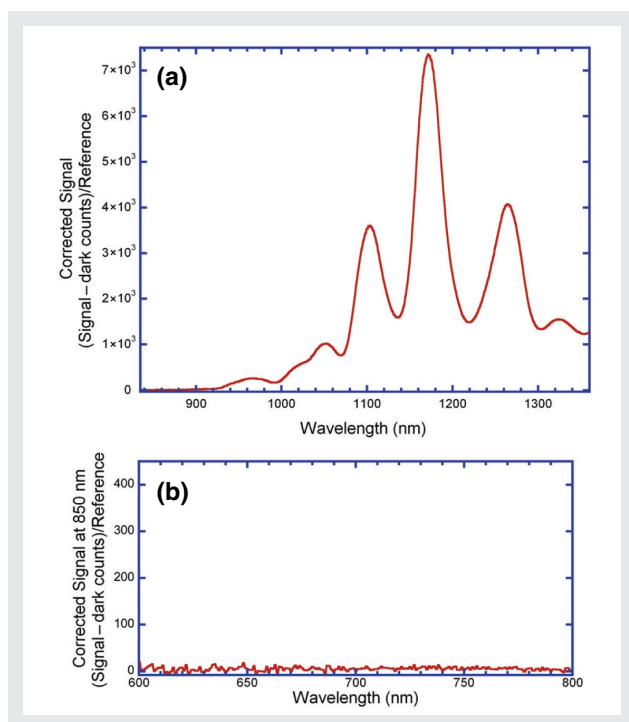 (a)
Corrected Signal
(Signal–dark counts)/Reference
7×10³
6×10³
5×10³
4×10³
3×10³
2×10³
1×10³
0
900 1000 1100 1200 1300
Wavelength (nm)
(b)
Corrected Signal at 850 nm
(Signal–dark counts)/Reference
400
300
200
100
0
600 650 700 750 800
Wavelength (nm)